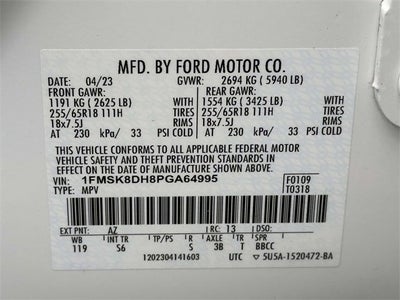 MFD. BY FORD MOTOR CO.
DATE: 04/23 GVWR: 2694 KG ( 5940 LB)
FRONT GAWR: REAR GAWR:
1191 KG ( 2625 LB) WITH 1554 KG ( 3425 LB) WITH
255/65R18 111H TIRES 255/65R18 111H TIRES
18x7.5J RIMS 18x7.5J RIMS
AT 230 kPa/ 33 PSI COLD AT 230 kPa/ 33 PSI COLD
THIS VEHICLE CONFORMS TO ALL APPLICABLE FEDERAL MOTOR
VEHICLE SAFETY AND THEFT PREVENTION STANDARDS IN
EFFECT ON THE DATE OF MANUFACTURE SHOWN ABOVE.
VIN: 1FMSK8DH8PGA64995 F0109
TYPE: MPV T0318
EXT PNT: AZ RC: 13 DSO:
WB INT TR TP/PS R AXLE TR SPR
119 S6 S 3B T BBCC
1202304141603 UTC 5U5A-1520472-BA